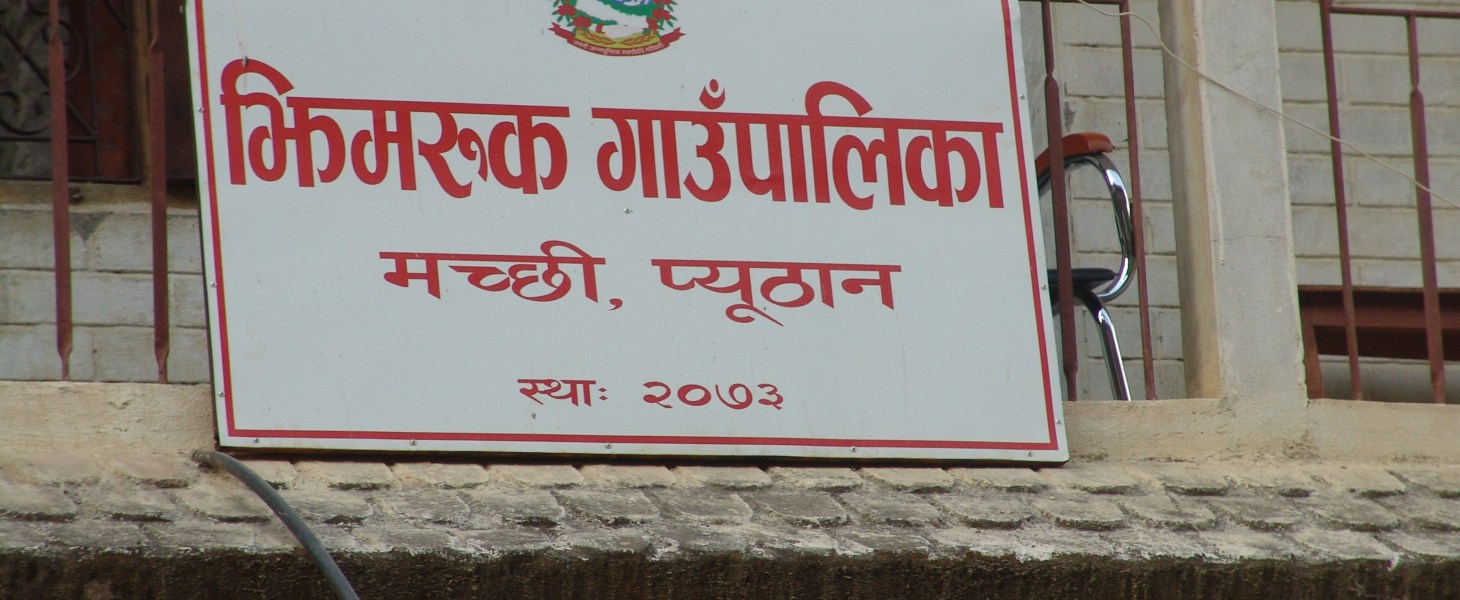 झिमरूक गाउँपालिका
मच्छी, प्यूठान
स्थाः २०७३